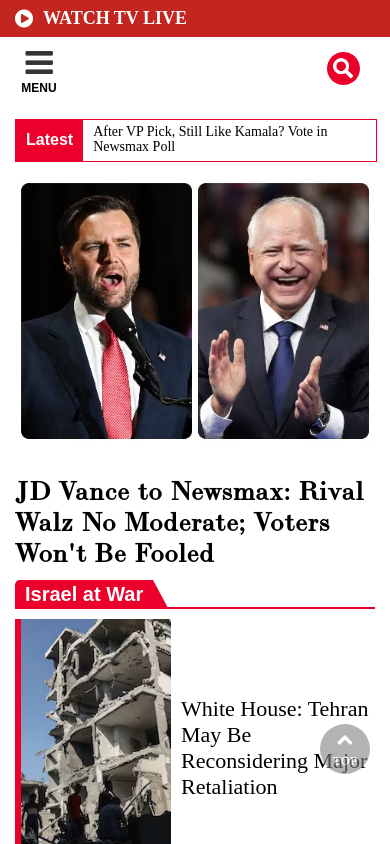 WATCH TV LIVE
MENU
Latest
After VP Pick, Still Like Kamala? Vote in
Newsmax Poll
JD Vance to Newsmax: Rival
Walz No Moderate; Voters
Won't Be Fooled
Israel at War
White House: Tehran
May Be
Reconsidering Major
Retaliation